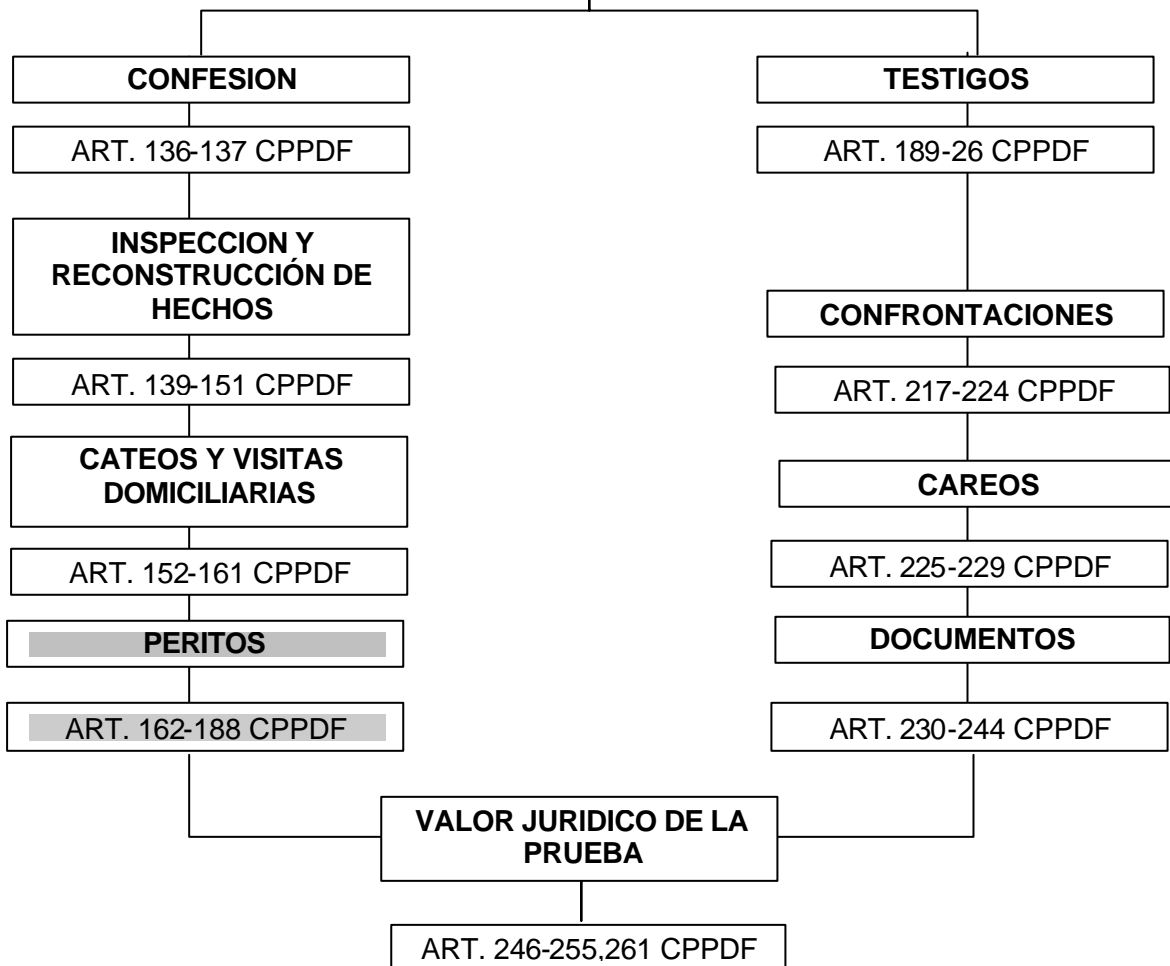 CONFESION
ART. 136-137 CPPDF
INSPECCION Y
RECONSTRUCCIÓN DE
HECHOS
ART. 139-151 CPPDF
CATEOS Y VISITAS
DOMICILIARIAS
ART. 152-161 CPPDF
PERITOS
ART. 162-188 CPPDF
TESTIGOS
ART. 189-26 CPPDF
CONFRONTACIONES
ART. 217-224 CPPDF
CAREOS
ART. 225-229 CPPDF
DOCUMENTOS
ART. 230-244 CPPDF
VALOR JURIDICO DE LA
PRUEBA
ART. 246-255,261 CPPDF